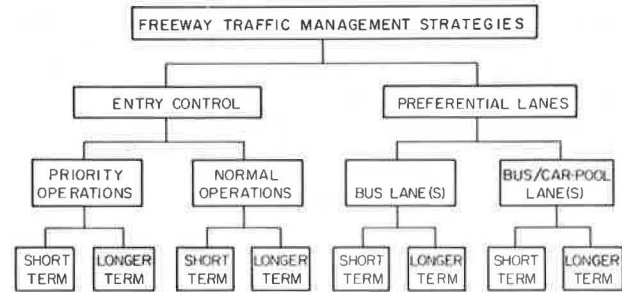 FREEWAY TRAFFIC MANAGEMENT STRATEGIES
ENTRY CONTROL
PREFERENTIAL LANES
PRIORITY
OPERATIONS
NORMAL
OPERATIONS
BUS LANE(S)
BUS/CAR-POOL
LANE(S)
SHORT
TERM
LONGER
TERM
SHORT
TERM
LONGER
TERM
SHORT
TERM
LONGER
TERM
SHORT
TERM
LONGER
TERM